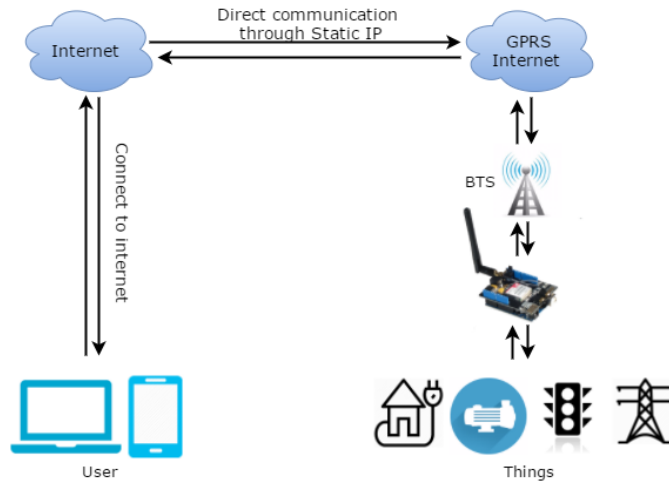 Direct communication
through Static IP
Internet
GPRS
Internet
Connect to internet
BTS
User
Things